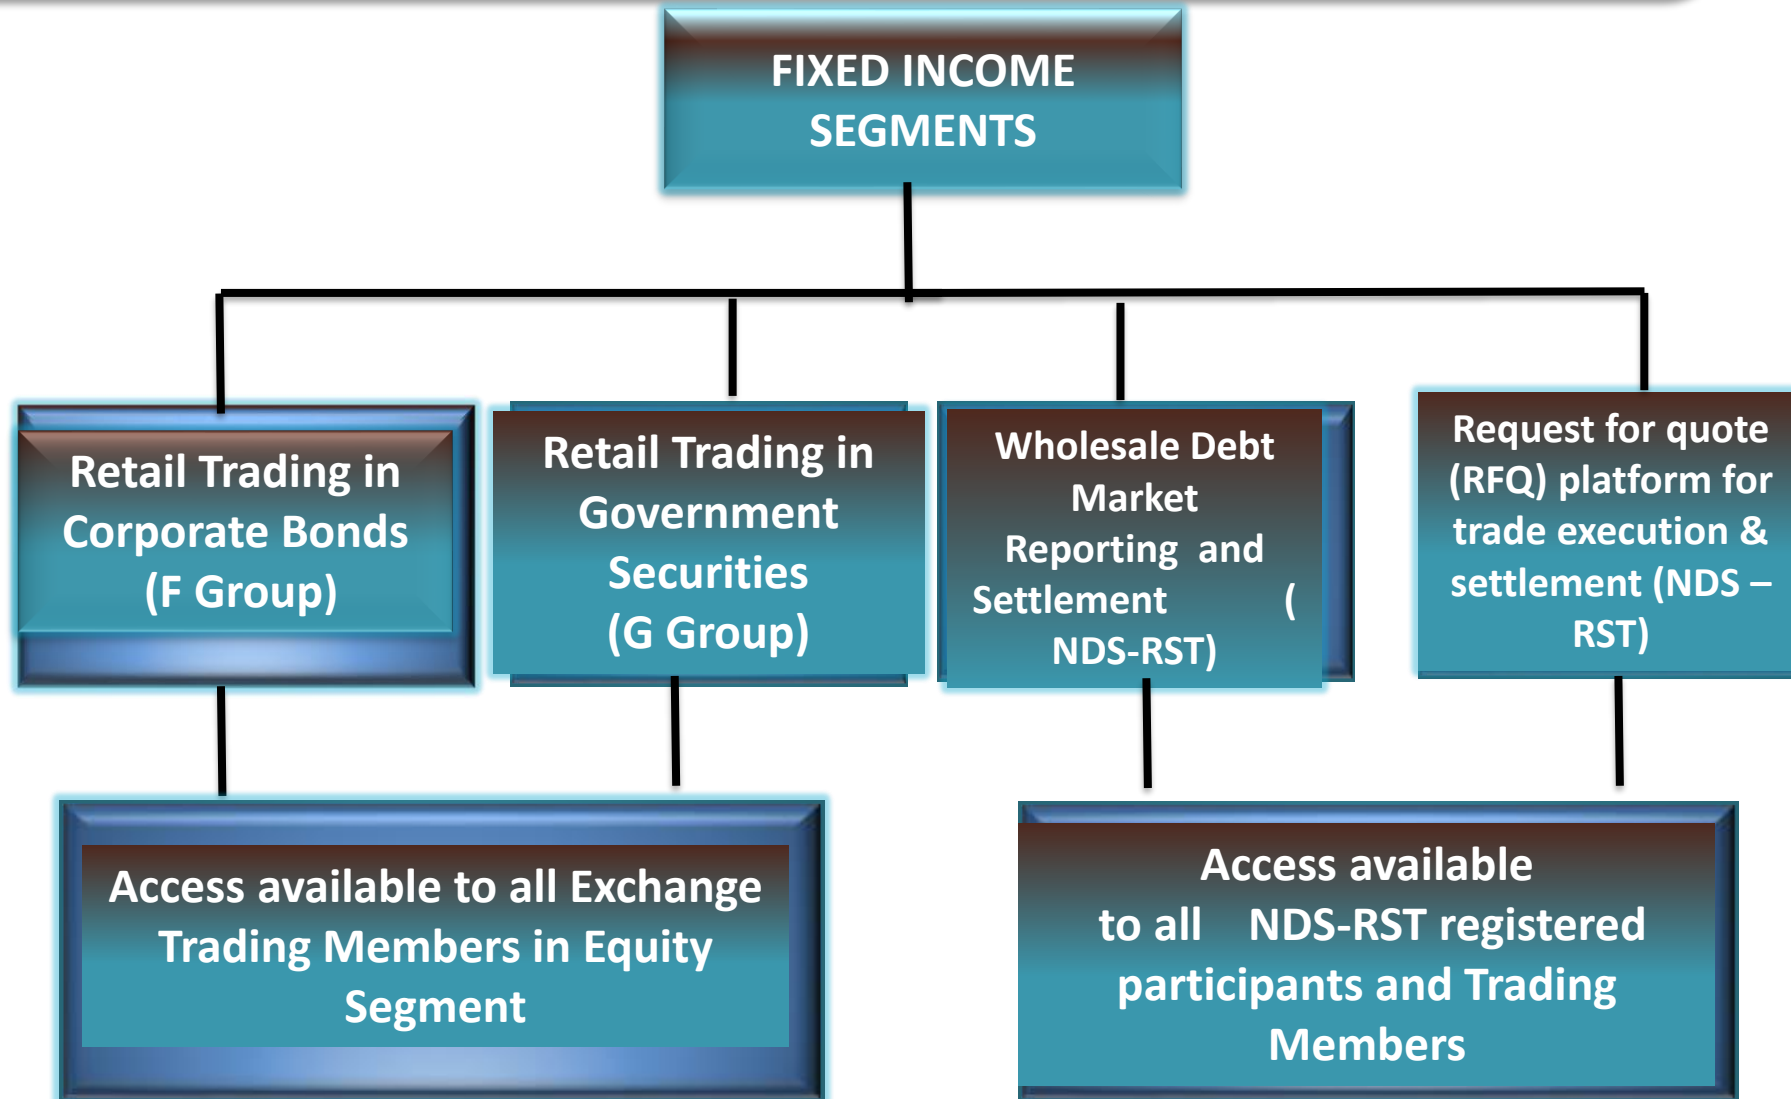 FIXED INCOME
SEGMENTS
Retail Trading in
Corporate Bonds
(F Group)
Retail Trading in
Government
Securities
(G Group)
Wholesale Debt
Market
Reporting and
Settlement (
NDS-RST)
Request for quote
(RFQ) platform for
trade execution &
settlement (NDS –
RST)
Access available to all Exchange
Trading Members in Equity
Segment
Access available
to all NDS-RST registered
participants and Trading
Members